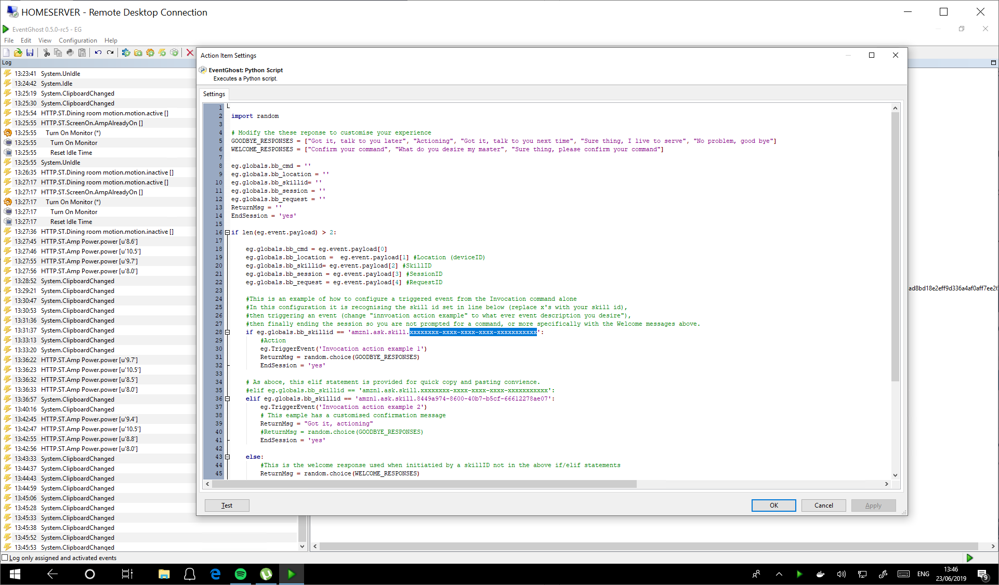 HOMESERVER - Remote Desktop Connection
EventGhost 0.5.0-rc5 - EG
File Edit View Configuration Help
Log
13:23:41 System.UnIdle
13:24:42 System.Idle
13:25:19 System.ClipboardChanged
13:25:30 System.ClipboardChanged
13:25:54 HTTP.ST.Dining room motion.motion.active []
13:25:55 HTTP.ST.ScreenOn.AmpAlreadyOn []
13:25:55 Turn On Monitor (*)
13:25:55 Turn On Monitor
13:25:55 Reset Idle Time
13:25:55 System.UnIdle
13:26:35 HTTP.ST.Dining room motion.motion.inactive []
13:27:17 HTTP.ST.Dining room motion.motion.active []
13:27:17 HTTP.ST.ScreenOn.AmpAlreadyOn []
13:27:17 Turn On Monitor (*)
13:27:17 Turn On Monitor
13:27:17 Reset Idle Time
13:27:36 HTTP.ST.Dining room motion.motion.inactive []
13:27:45 HTTP.ST.Amp Power.power [u'8.6']
13:27:46 HTTP.ST.Amp Power.power [u'10.5']
13:27:55 HTTP.ST.Amp Power.power [u'9.7']
13:27:56 HTTP.ST.Amp Power.power [u'8.0']
13:28:52 System.ClipboardChanged
13:29:21 System.ClipboardChanged
13:30:47 System.ClipboardChanged
13:30:53 System.ClipboardChanged
13:31:36 System.ClipboardChanged
13:31:37 System.ClipboardChanged
13:33:13 System.ClipboardChanged
13:33:20 System.ClipboardChanged
13:36:22 HTTP.ST.Amp Power.power [u'9.7']
13:36:23 HTTP.ST.Amp Power.power [u'10.5']
13:36:32 HTTP.ST.Amp Power.power [u'8.5']
13:36:33 HTTP.ST.Amp Power.power [u'8.0']
13:36:57 System.ClipboardChanged
13:40:16 System.ClipboardChanged
13:42:45 HTTP.ST.Amp Power.power [u'9.4']
13:42:47 HTTP.ST.Amp Power.power [u'10.5']
13:42:55 HTTP.ST.Amp Power.power [u'8.8']
13:42:56 HTTP.ST.Amp Power.power [u'8.0']
13:43:33 System.ClipboardChanged
13:44:37 System.ClipboardChanged
13:44:43 System.ClipboardChanged
13:44:59 System.ClipboardChanged
13:45:06 System.ClipboardChanged
13:45:28 System.ClipboardChanged
13:45:33 System.ClipboardChanged
13:45:38 System.ClipboardChanged
13:45:52 System.ClipboardChanged
13:45:53 System.ClipboardChanged
Log only assigned and activated events
Action Item Settings
EventGhost: Python Script
Executes a Python script.
Settings
1
2 import random
3
4 # Modify the these reponse to customise your experience
5 GOODBYE_RESPONSES = ["Got it, talk to you later", "Actioning", "Got it, talk to you next time", "Sure thing, I live to serve", "No problem, good bye"]
6 WELCOME_RESPONSES = ["Confirm your command", "What do you desire my master", "Sure thing, please confirm your command"]
7
8 eg.globals.bb_cmd = ''
9 eg.globals.bb_location = ''
10 eg.globals.bb_skillid= ''
11 eg.globals.bb_session = ''
12 eg.globals.bb_request = ''
13 ReturnMsg = ''
14 EndSession = 'yes'
15
16 if len(eg.event.payload) > 2:
17
18 eg.globals.bb_cmd = eg.event.payload[0]
19 eg.globals.bb_location =  eg.event.payload[1] #Location (deviceID)
20 eg.globals.bb_skillid= eg.event.payload[2] #SkillID
21 eg.globals.bb_session = eg.event.payload[3] #SessionID
22 eg.globals.bb_request = eg.event.payload[4] #RequestID
23
24 #This is an example of how to configure a triggered event from the Invocation command alone
25 #In this configuration it is recognising the skill id set in line below (replace x's with your skill id),
26 #then triggering an event (change "innvoation action example" to what ever event description you desire"),
27 #then finally ending the session so you are not prompted for a command, or more specifically with the Welcome messages above.
28 if eg.globals.bb_skillid == 'amzn1.ask.skill.xxxxxxxx-xxxx-xxxx-xxxx-xxxxxxxxxxx':
29 #Action
30 eg.TriggerEvent('Invocation action example 1')
31 ReturnMsg = random.choice(GOODBYE_RESPONSES)
32 EndSession = 'yes'
33
34 # As aboce, this elif statement is provided for quick copy and pasting convience.
35 #elif eg.globals.bb_skillid == 'amzn1.ask.skill.xxxxxxxx-xxxx-xxxx-xxxx-xxxxxxxxxxx':
36 elif eg.globals.bb_skillid == 'amzn1.ask.skill.8449a974-8600-40b7-b5cf-66612278ae07':
37 eg.TriggerEvent('Invocation action example 2')
38 # This eample has a customised confirmation message
39 ReturnMsg = "Got it, actioning"
40 #ReturnMsg = random.choice(GOODBYE_RESPONSES)
41 EndSession = 'yes'
42
43 else:
44 #This is the welcome response used when initiatied by a skillID not in the above if/elif statements
45 ReturnMsg = random.choice(WELCOME_RESPONSES)
Test OK Cancel Apply
ad8bd18e2eff9d336a4af0aff7ee26
ENG
13:46
23/06/2019
9